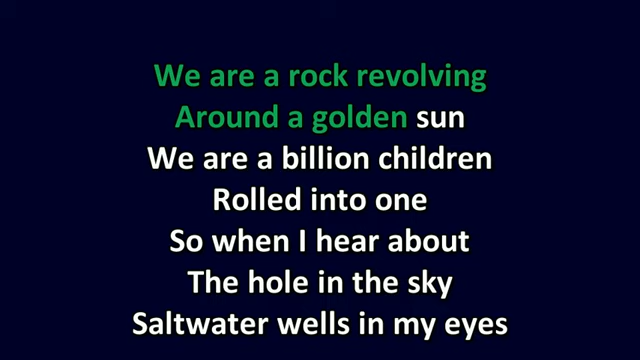 We are a rock revolving
Around a golden sun
We are a billion children
Rolled into one
So when I hear about
The hole in the sky
Saltwater wells in my eyes